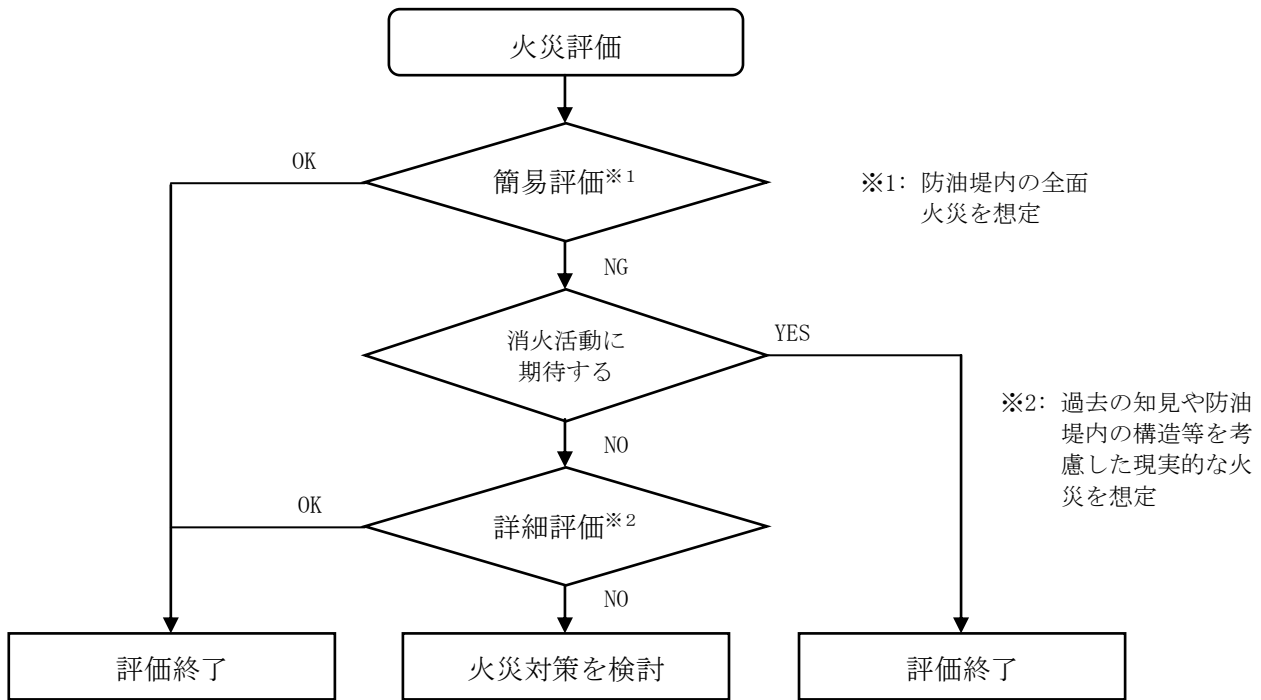 火災評価
OK
簡易評価※1
※1: 防油堤内の全面
火災を想定
NG
消火活動に
期待する
YES
※2: 過去の知見や防油
堤内の構造等を考
慮した現実的な火
災を想定
NO
OK
詳細評価※2
NO
評価終了
火災対策を検討
評価終了